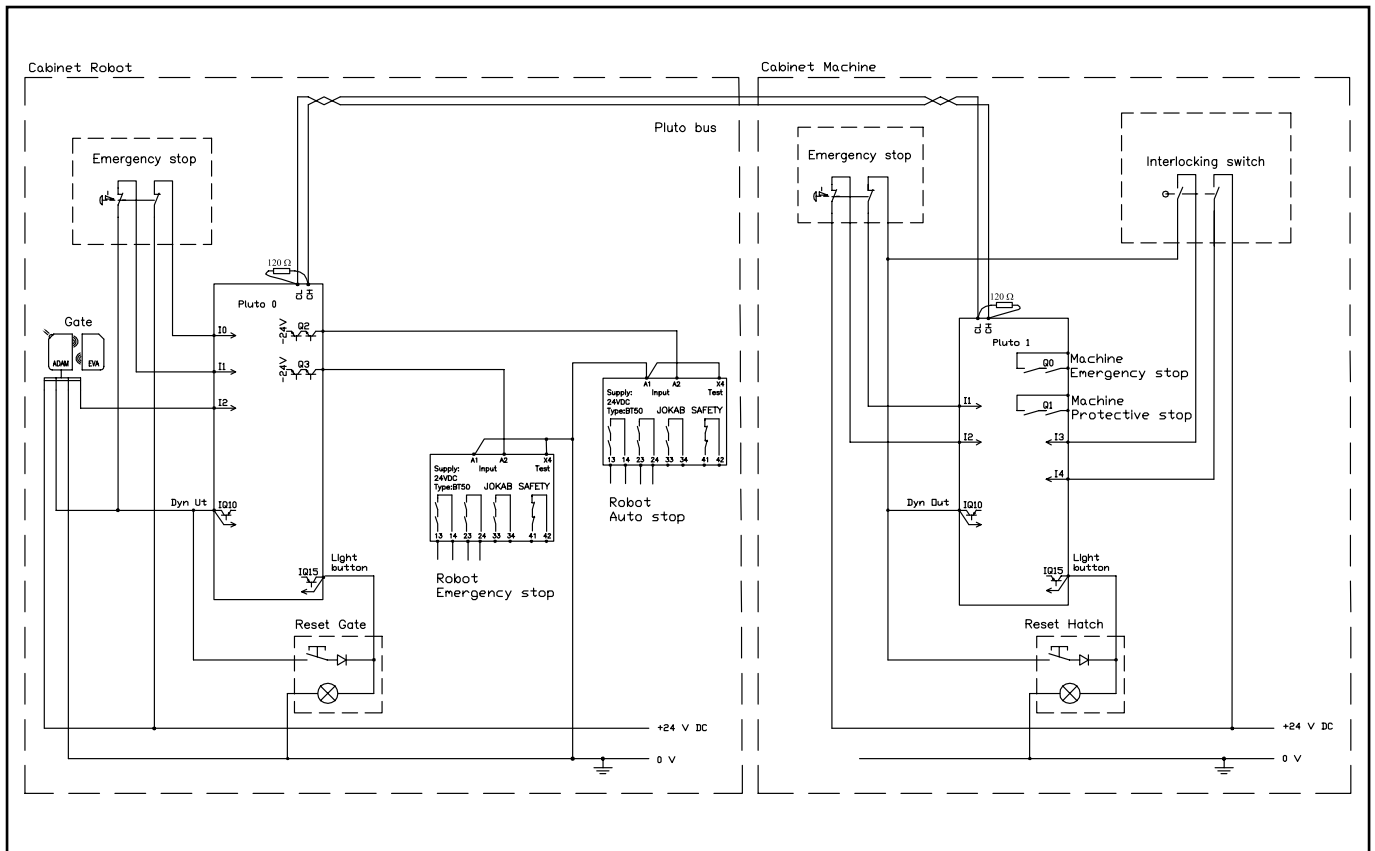 Cabinet Robot
Cabinet Machine
Pluto bus
Emergency stop
Emergency stop
Interlocking switch
120 Ω
CL
CH
Pluto 0
Gate
ADAM
EVA
I0
I1
I2
-24V
Q2
-24V
Q3
A1
A2
X4
Supply:
Input
Test
24VDC
Type:BT50
JOKAB SAFETY
13
14
23
24
33
34
41
42
Robot
Auto stop
A1
A2
X4
Supply:
Input
Test
24VDC
Type:BT50
JOKAB SAFETY
13
14
23
24
33
34
41
42
Robot
Emergency stop
Dyn Ut
IQ10
IQ15
Light
button
Reset Gate
+24 V DC
0 V
120 Ω
CL
CH
Pluto 1
Q0
Machine
Emergency stop
Q1
Machine
Protective stop
I1
I2
I3
I4
Dyn Out
IQ10
IQ15
Light
button
Reset Hatch
+24 V DC
0 V